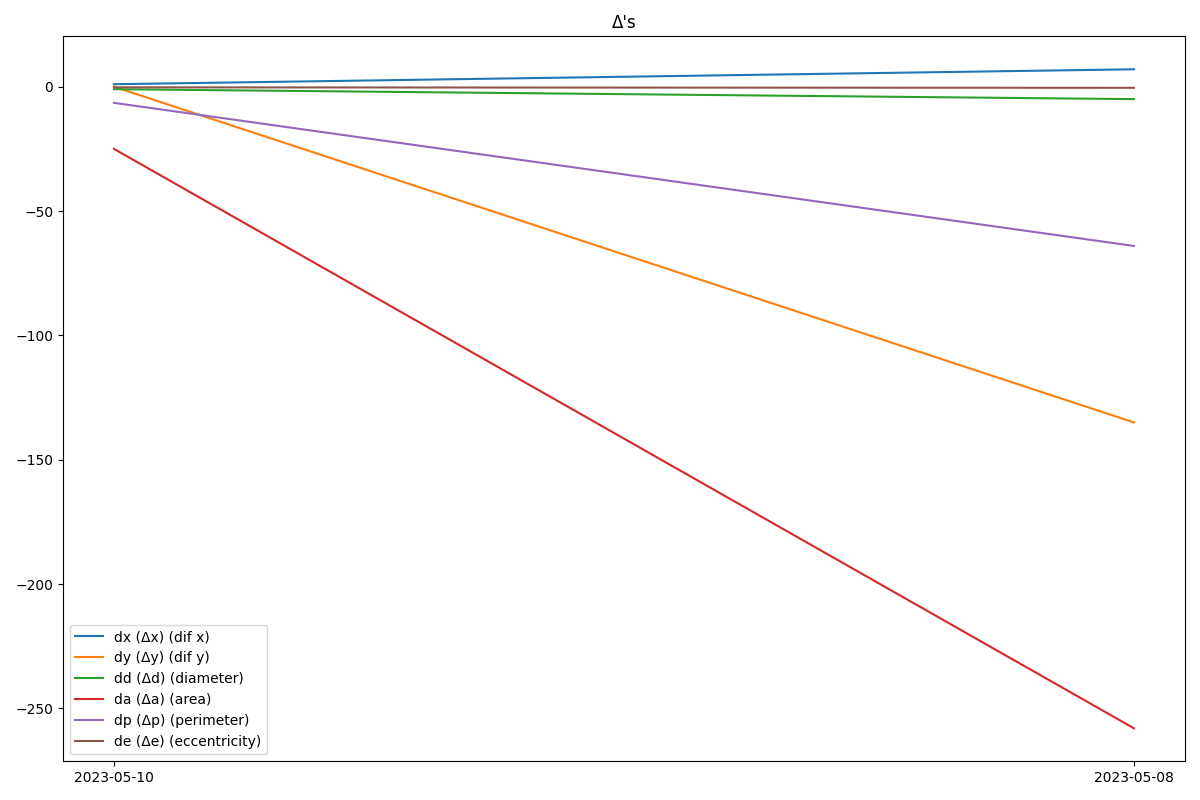 Δ's
0
−50
−100
−150
−200
−250
dx (Δx) (dif x)
dy (Δy) (dif y)
dd (Δd) (diameter)
da (Δa) (area)
dp (Δp) (perimeter)
de (Δe) (eccentricity)
2023-05-10
2023-05-08